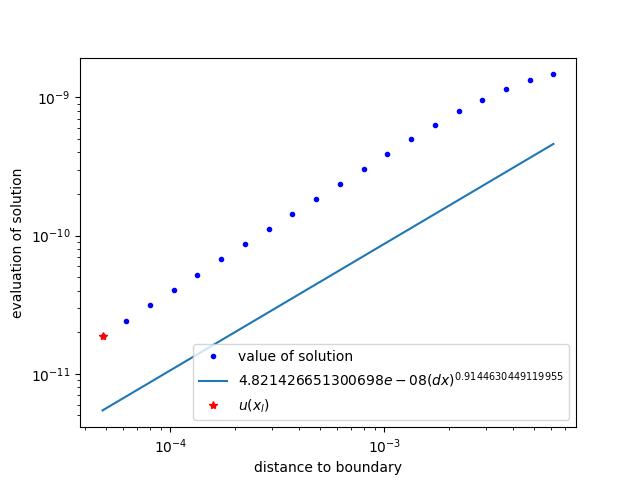 10⁻⁹
10⁻¹⁰
10⁻¹¹
evaluation of solution
value of solution
4.821426651300698e − 08(dx)^0.9144630449119955
u(x_l)
10⁻⁴
10⁻³
distance to boundary